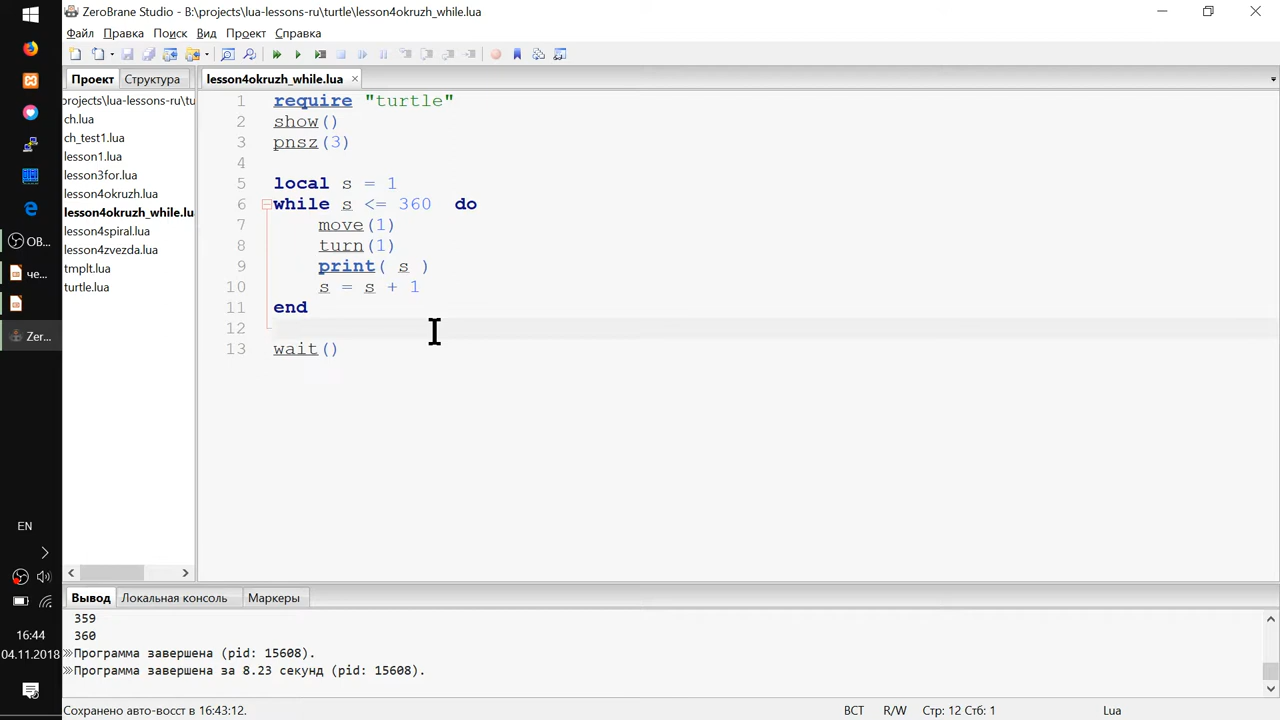 ZeroBrane Studio - B:\projects\lua-lessons-ru\turtle\lesson4okruzh_while.lua
Файл Правка Поиск Вид Проект Справка
Проект Структура
lesson4okruzh_while.lua
projects\lua-lessons-ru\tu
ch.lua
ch_test1.lua
lesson1.lua
lesson3for.lua
lesson4okruzh.lua
lesson4okruzh_while.lu
lesson4spiral.lua
lesson4zvezda.lua
tmplt.lua
turtle.lua
1 require "turtle"
2 show()
3 pnsz(3)
4
5 local s = 1
6 while s <= 360  do
7 move(1)
8 turn(1)
9 print( s )
10 s = s + 1
11 end
12
13 wait()
OB...
че...
Zer...
EN
16:44
04.11.2018
Вывод Локальная консоль Маркеры
359
360
Программа завершена (pid: 15608).
Программа завершена за 8.23 секунд (pid: 15608).
Сохранено авто-восст в 16:43:12. ВСТ R/W Стр: 12 Стб: 1 Lua